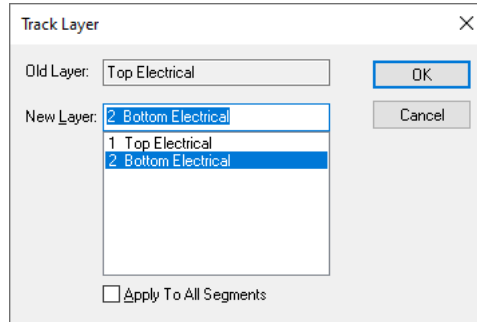 Track Layer
Old Layer: Top Electrical
OK
New Layer: 2 Bottom Electrical
Cancel
1 Top Electrical
2 Bottom Electrical
Apply To All Segments